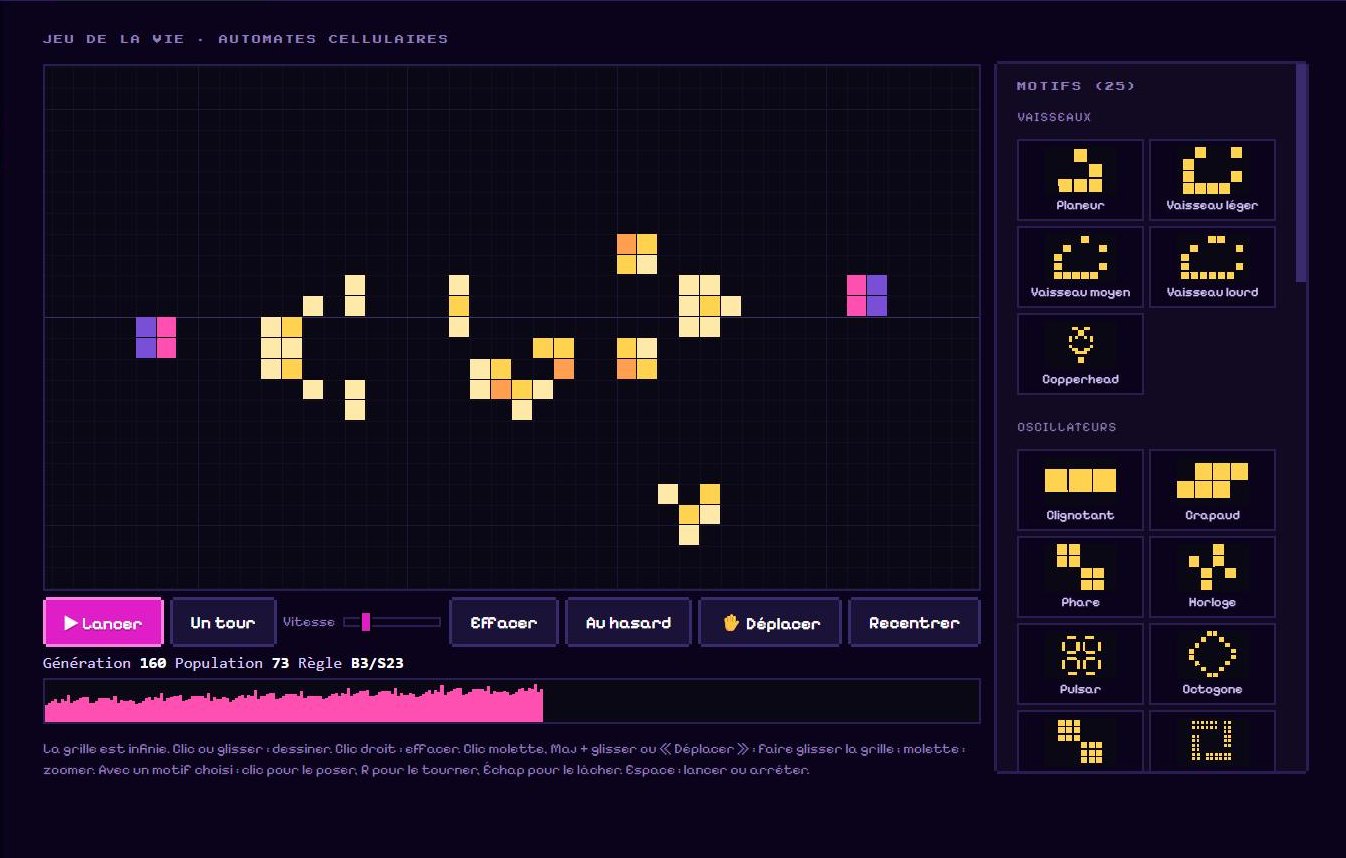 JEU DE LA VIE · AUTOMATES CELLULAIRES
MOTIFS (25)
VAISSEAUX
Planeur
Vaisseau léger
Vaisseau moyen
Vaisseau lourd
Copperhead
OSCILLATEURS
Clignotant
Crapaud
Phare
Horloge
Pulsar
Octogone
▶ Lancer
Un tour
Vitesse
Effacer
Au hasard
✋ Déplacer
Recentrer
Génération 160 Population 73 Règle B3/S23
La grille est infinie. Clic ou glisser : dessiner. Clic droit : effacer. Clic molette, Maj + glisser ou « Déplacer » : faire glisser la grille ; molette :
zoomer. Avec un motif choisi : clic pour le poser, R pour le tourner, Échap pour le lâcher. Espace : lancer ou arrêter.